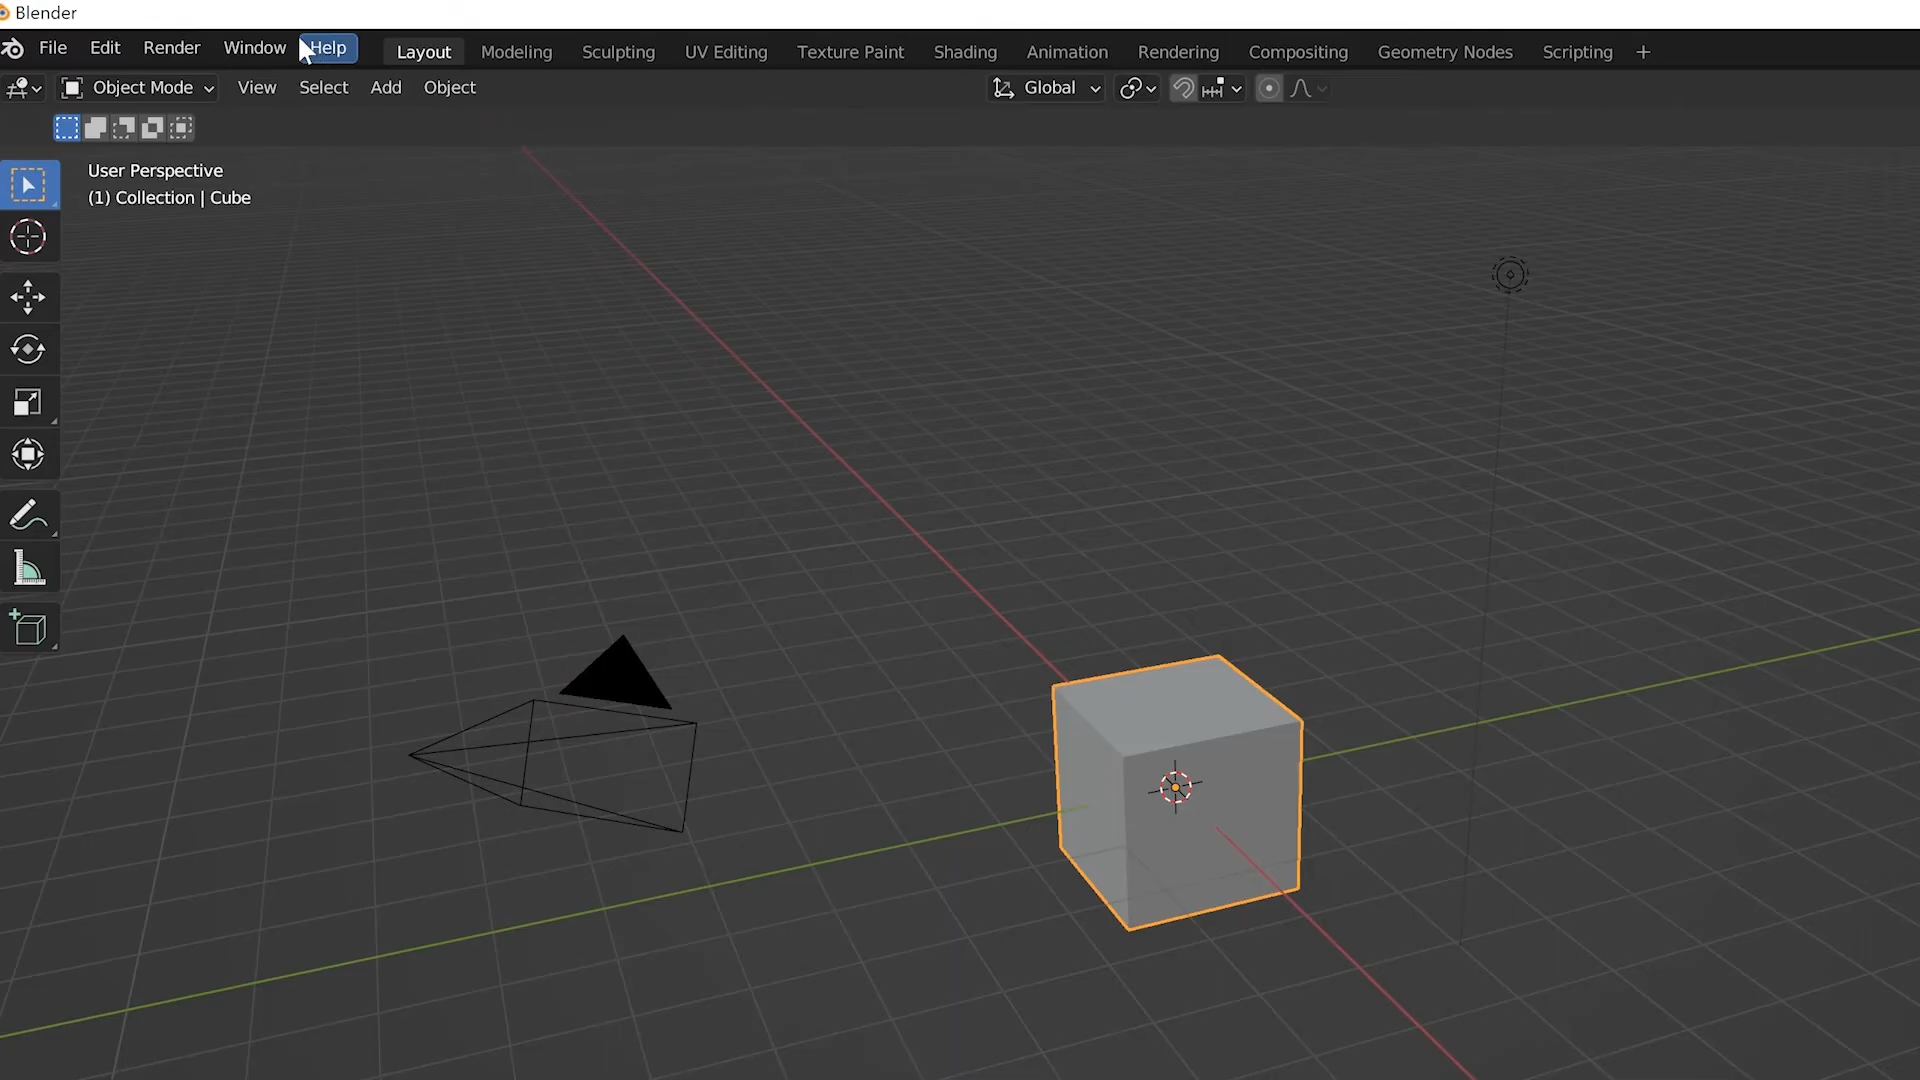 Blender
File Edit Render Window Help Layout Modeling Sculpting UV Editing Texture Paint Shading Animation Rendering Compositing Geometry Nodes Scripting +
Object Mode View Select Add Object Global
User Perspective
(1) Collection | Cube